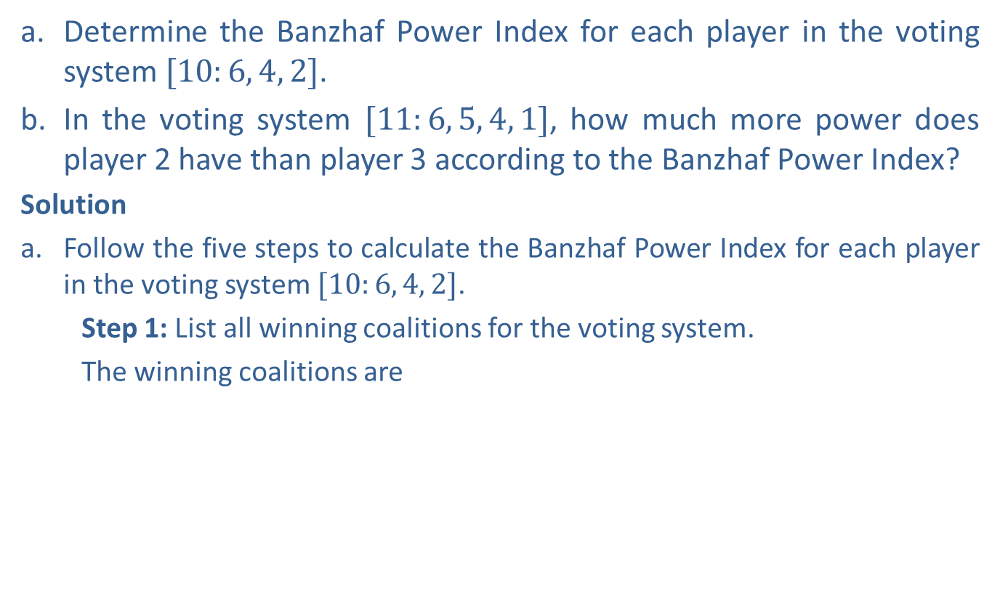 a. Determine the Banzhaf Power Index for each player in the voting
system [10: 6, 4, 2].
b. In the voting system [11: 6, 5, 4, 1], how much more power does
player 2 have than player 3 according to the Banzhaf Power Index?
Solution
a. Follow the five steps to calculate the Banzhaf Power Index for each player
in the voting system [10: 6, 4, 2].
Step 1: List all winning coalitions for the voting system.
The winning coalitions are